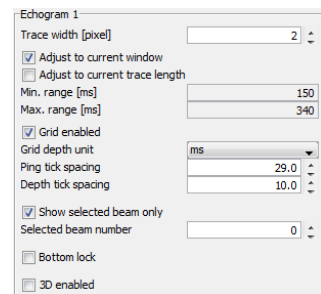 Echogram 1
Trace width [pixel] 2
Adjust to current window
Adjust to current trace length
Min. range [ms] 150
Max. range [ms] 340
Grid enabled
Grid depth unit ms
Ping tick spacing 29.0
Depth tick spacing 10.0
Show selected beam only
Selected beam number 0
Bottom lock
3D enabled